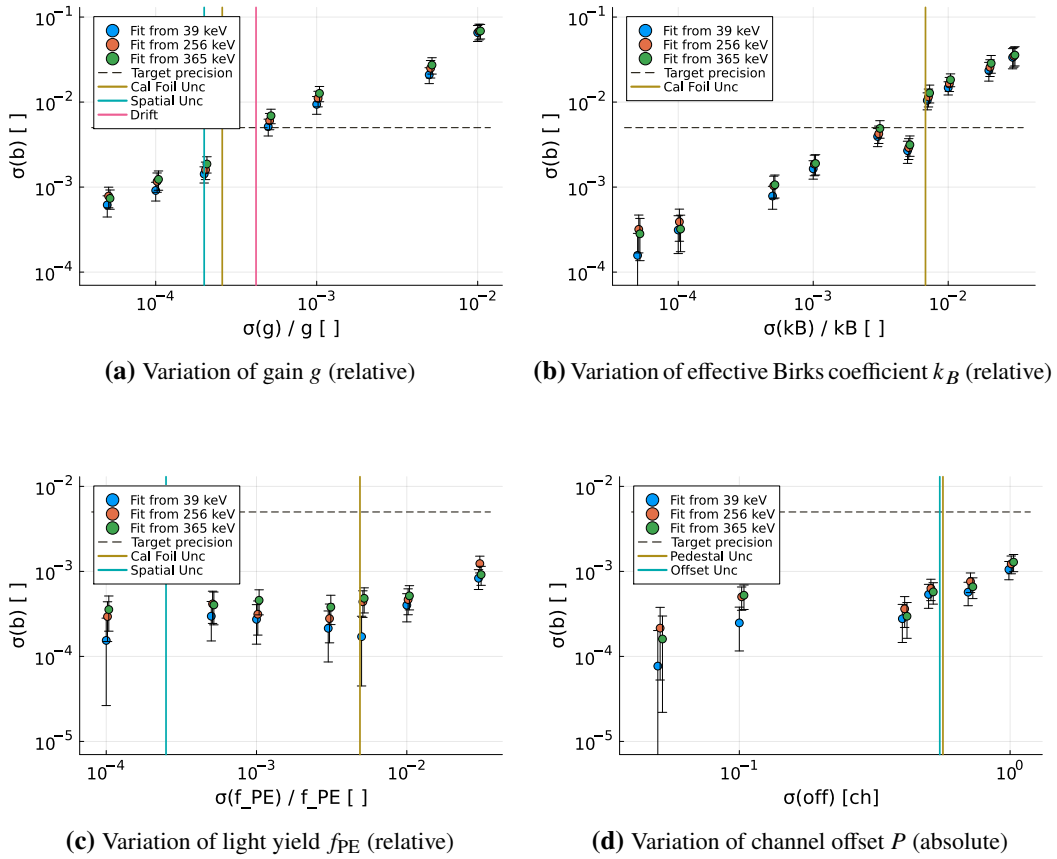 10⁻¹
10⁻²
10⁻³
10⁻⁴
σ(b) [ ]
Fit from 39 keV
Fit from 256 keV
Fit from 365 keV
Target precision
Cal Foil Unc
Spatial Unc
Drift
10⁻⁴ 10⁻³ 10⁻²
σ(g) / g [ ]
(a) Variation of gain g (relative)
10⁻¹
10⁻²
10⁻³
10⁻⁴
σ(b) [ ]
Fit from 39 keV
Fit from 256 keV
Fit from 365 keV
Target precision
Cal Foil Unc
10⁻⁴ 10⁻³ 10⁻²
σ(kB) / kB [ ]
(b) Variation of effective Birks coefficient k_B (relative)
10⁻²
10⁻³
10⁻⁴
10⁻⁵
σ(b) [ ]
Fit from 39 keV
Fit from 256 keV
Fit from 365 keV
Target precision
Cal Foil Unc
Spatial Unc
10⁻⁴ 10⁻³ 10⁻²
σ(f_PE) / f_PE [ ]
(c) Variation of light yield f_PE (relative)
10⁻²
10⁻³
10⁻⁴
10⁻⁵
σ(b) [ ]
Fit from 39 keV
Fit from 256 keV
Fit from 365 keV
Target precision
Pedestal Unc
Offset Unc
10⁻¹ 10⁰
σ(off) [ch]
(d) Variation of channel offset P (absolute)